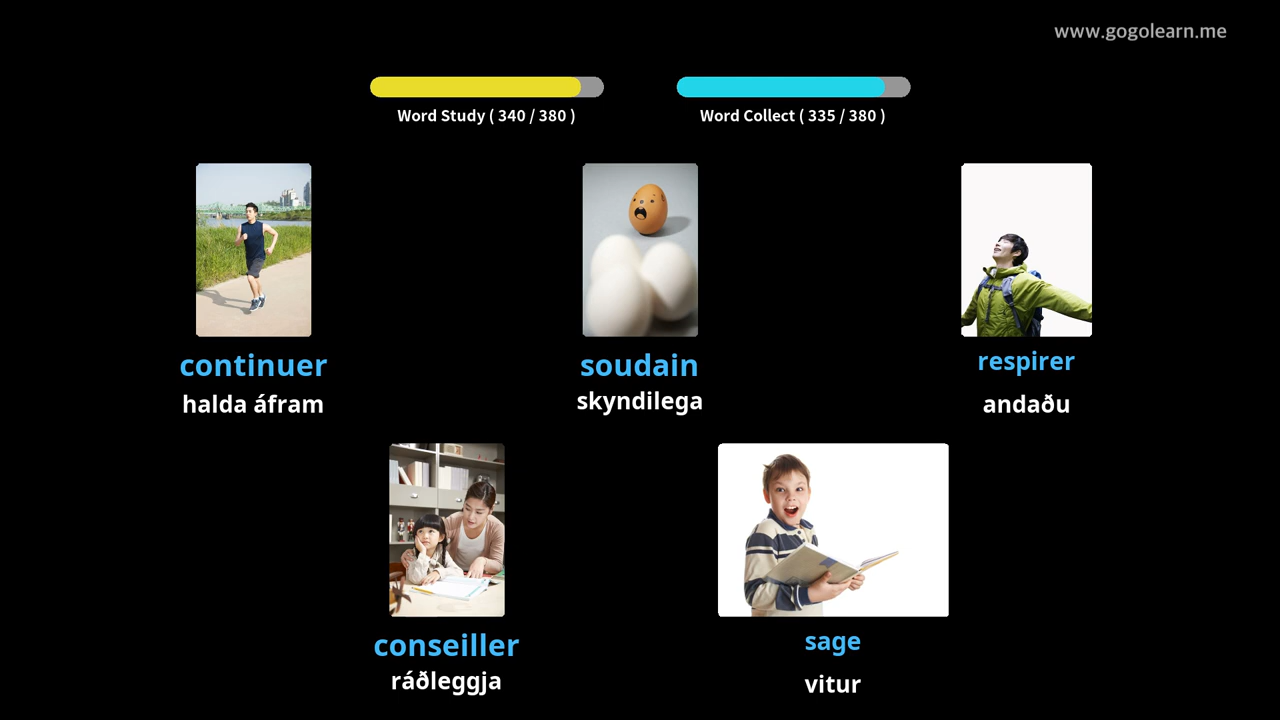 www.gogolearn.me
Word Study ( 340 / 380 )
Word Collect ( 335 / 380 )
continuer
halda áfram
soudain
skyndilega
respirer
andaðu
conseiller
ráðleggja
sage
vitur